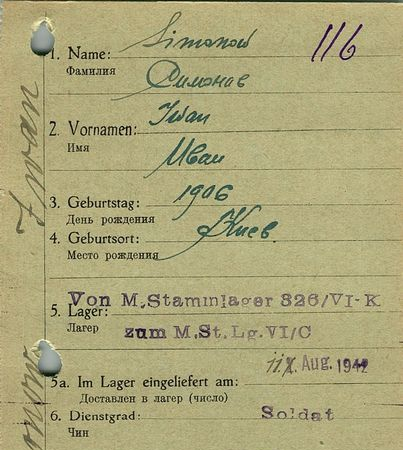 Simonow 116
1. Name:
Фамилия
Симонов
Iwan
2. Vornamen:
Имя
Иван
3. Geburtstag: 1906
День рождения
4. Geburtsort: Киев.
Место рождения
Von M.Stammlager 326/VI-K
5. Lager:
Лагерь
zum M.St.Lg.VI/C
Aug. 194
5a. Im Lager eingeliefert am:
Доставлен в лагерь (число)
6. Dienstgrad: Soldat
Чин
Iwan